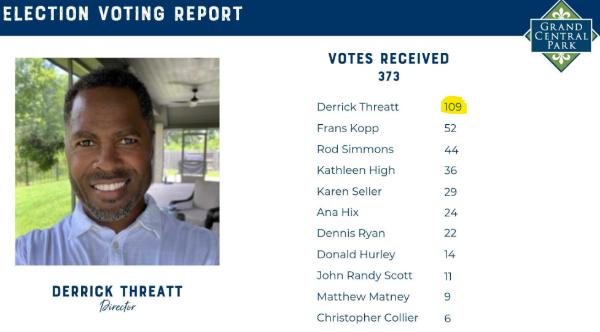 ELECTION VOTING REPORT
GRAND
CENTRAL
PARK
VOTES RECEIVED
373
Derrick Threatt 109
Frans Kopp 52
Rod Simmons 44
Kathleen High 36
Karen Seller 29
Ana Hix 24
Dennis Ryan 22
Donald Hurley 14
John Randy Scott 11
Matthew Matney 9
Christopher Collier 6
DERRICK THREATT
Director